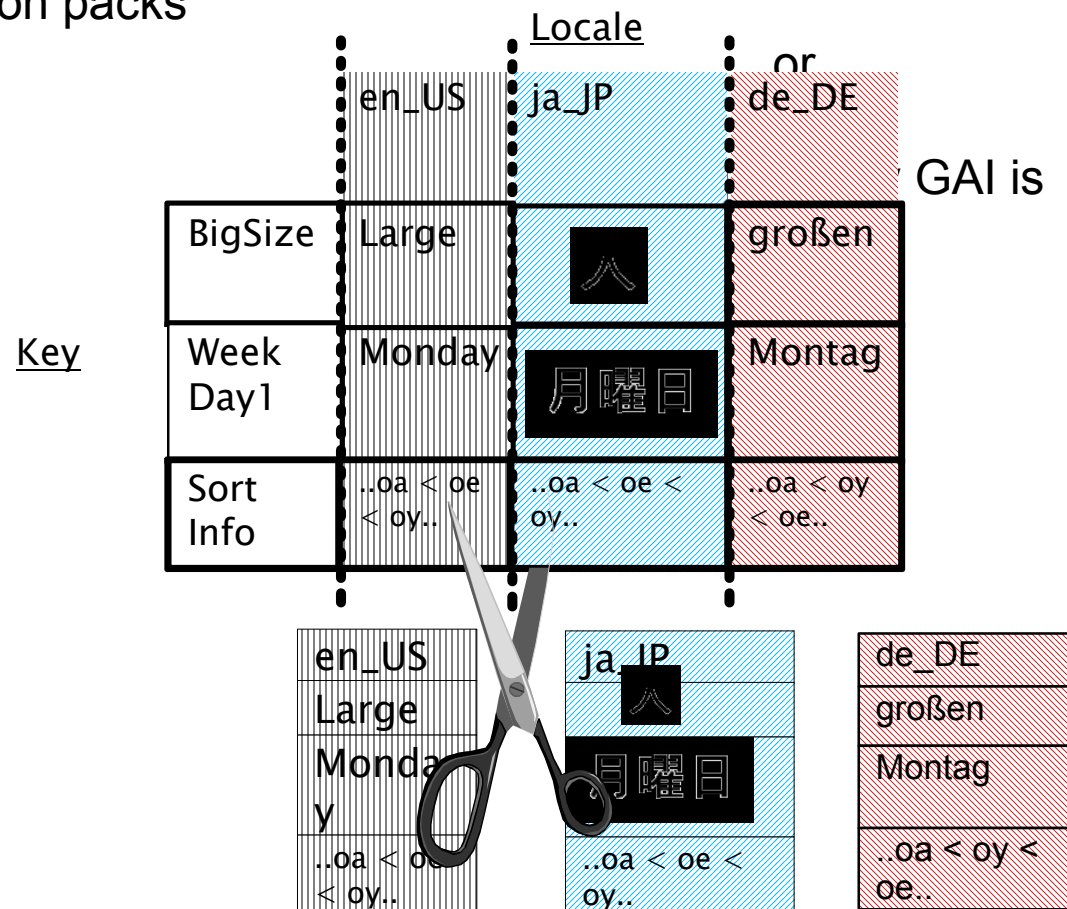 on packs
Locale
or
en_US ja_JP de_DE
GAI is
BigSize Large 人 großen
Key
Week
Day1
Monday 月曜日 Montag
Sort
Info
..oa < oe
< oy..
..oa < oe <
oy..
..oa < oy
< oe..
en_US
Large
Monda
y
..oa < oe
< oy..
ja_JP
人
月曜日
..oa < oe <
oy..
de_DE
großen
Montag
..oa < oy <
oe..